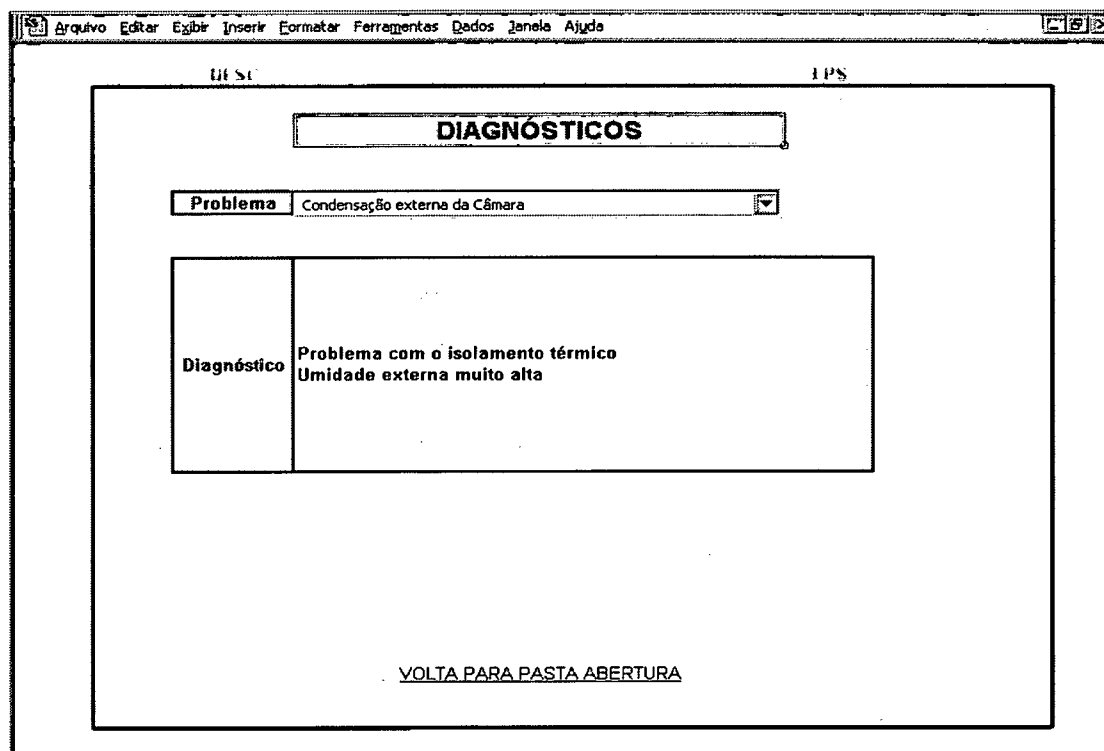 Arquivo Editar Exibir Inserir Formatar Ferramentas Dados Janela Ajuda
EPS
DIAGNÓSTICOS
Problema Condensação externa da Câmara
Diagnóstico
Problema com o isolamento térmico
Umidade externa muito alta
VOLTA PARA PASTA ABERTURA